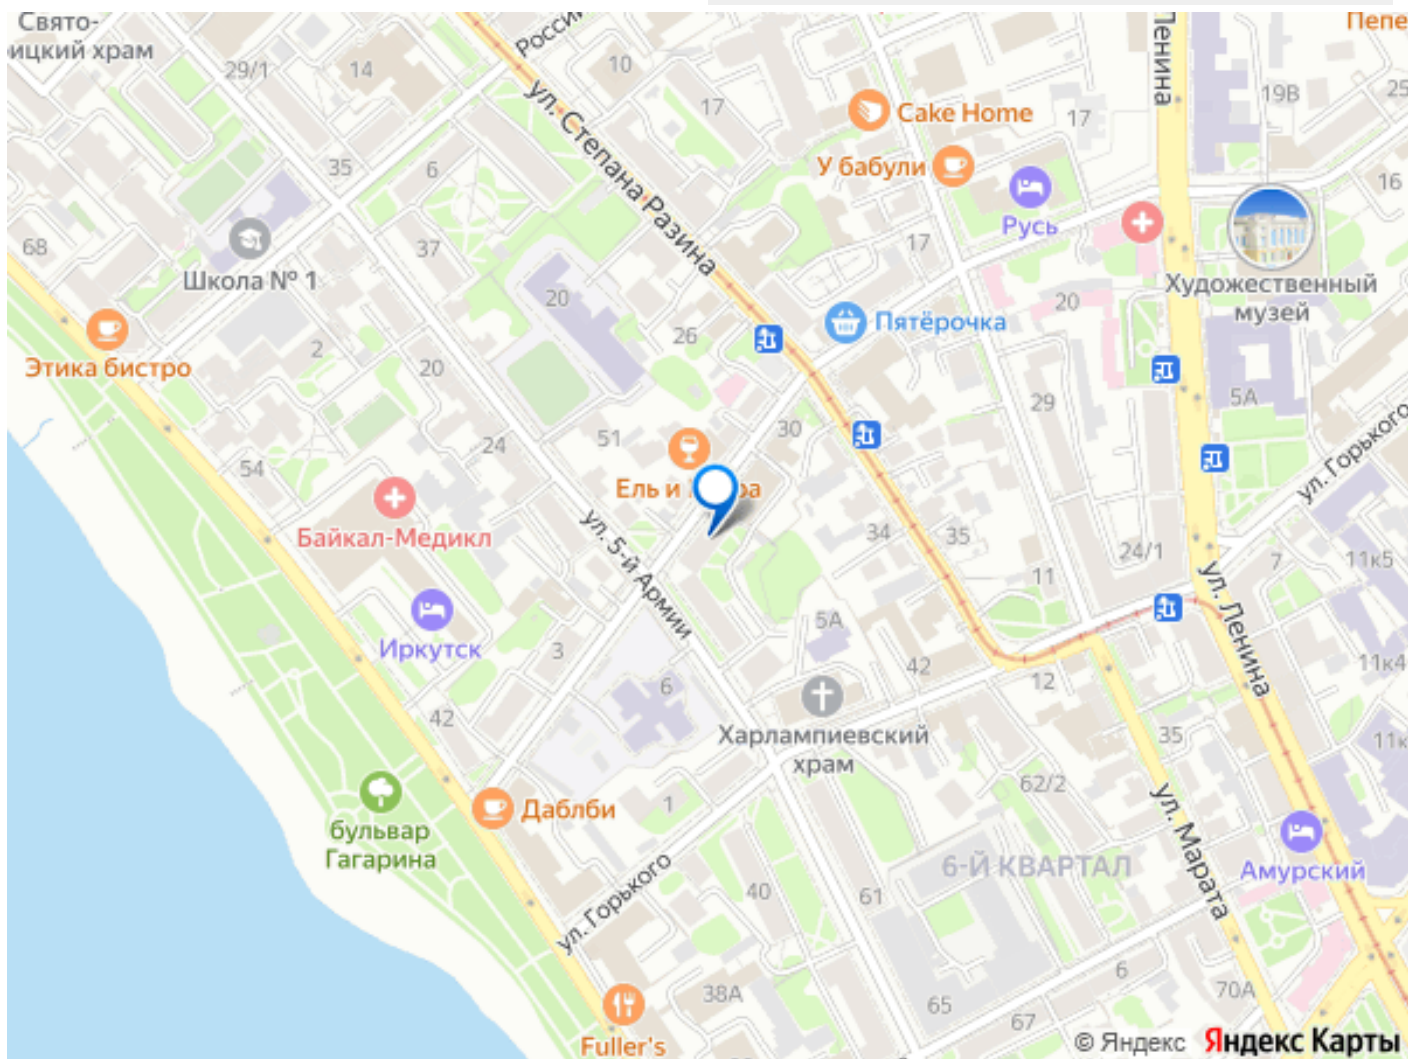 Свято-
ицкий храм
29/1
14
Россий
10
17
ул. Степана Разина
Cake Home
17
У бабули
Русь
Ленина
19В
Пепе
25
16
35
6
37
6В
Школа № 1
20
17
20
Художественный
музей
Пятёрочка
26
Этика бистро
2
20
24
51
30
29
5А
ул. Горького
54
Ель и
ра
Байкал-Медикл
ул. 5-й Армии
34
35
24/1
7
11к5
11
ул. Ленина
Иркутск
3
5А
42
12
11к4
6
42
Харлампиевский
храм
35
11к
62/2
ул. Марата
1
Даблби
бульвар
Гагарина
6-Й КВАРТАЛ
Амурский
ул. Горького
40
61
6
38А
65
67
70А
Fuller's
© Яндекс Яндекс Карты